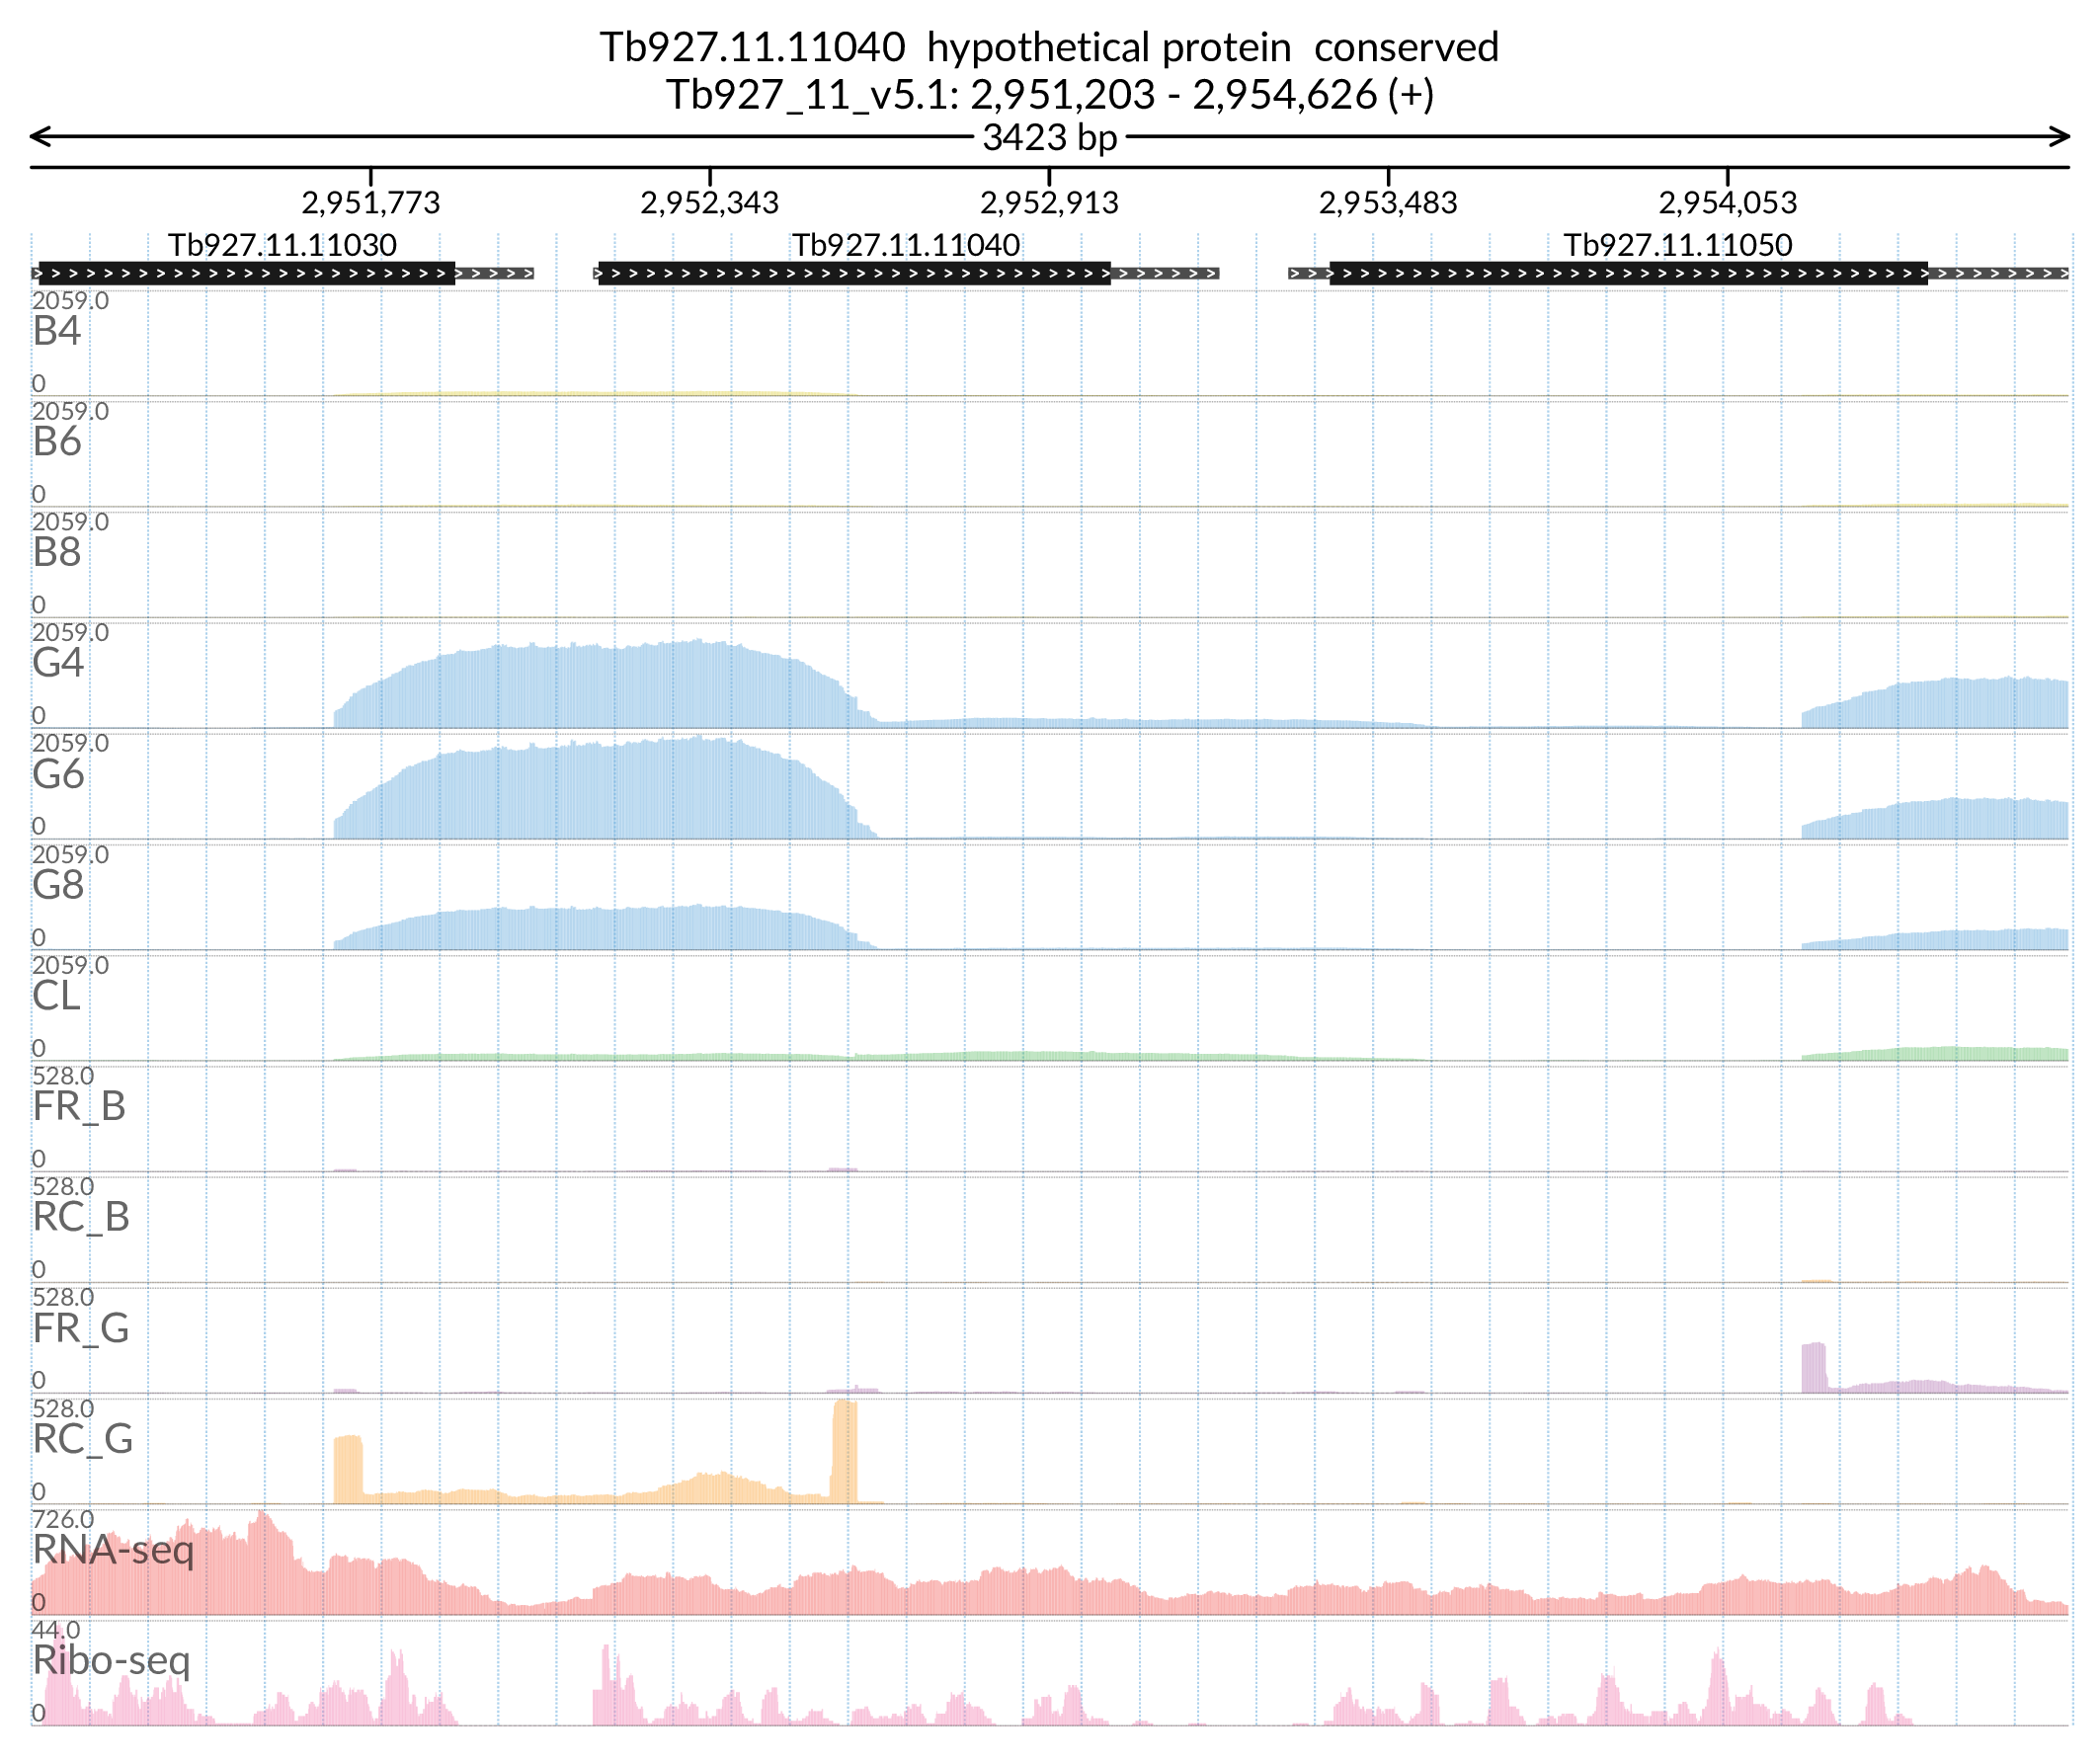 Tb927.11.11040  hypothetical protein  conserved
Tb927_11_v5.1: 2,951,203 - 2,954,626 (+)
3423 bp
2,951,773 2,952,343 2,952,913 2,953,483 2,954,053
Tb927.11.11030 Tb927.11.11040 Tb927.11.11050
2059.0
B4
0
2059.0
B6
0
2059.0
B8
0
2059.0
G4
0
2059.0
G6
0
2059.0
G8
0
2059.0
CL
0
528.0
FR_B
0
528.0
RC_B
0
528.0
FR_G
0
528.0
RC_G
0
726.0
RNA-seq
0
44.0
Ribo-seq
0